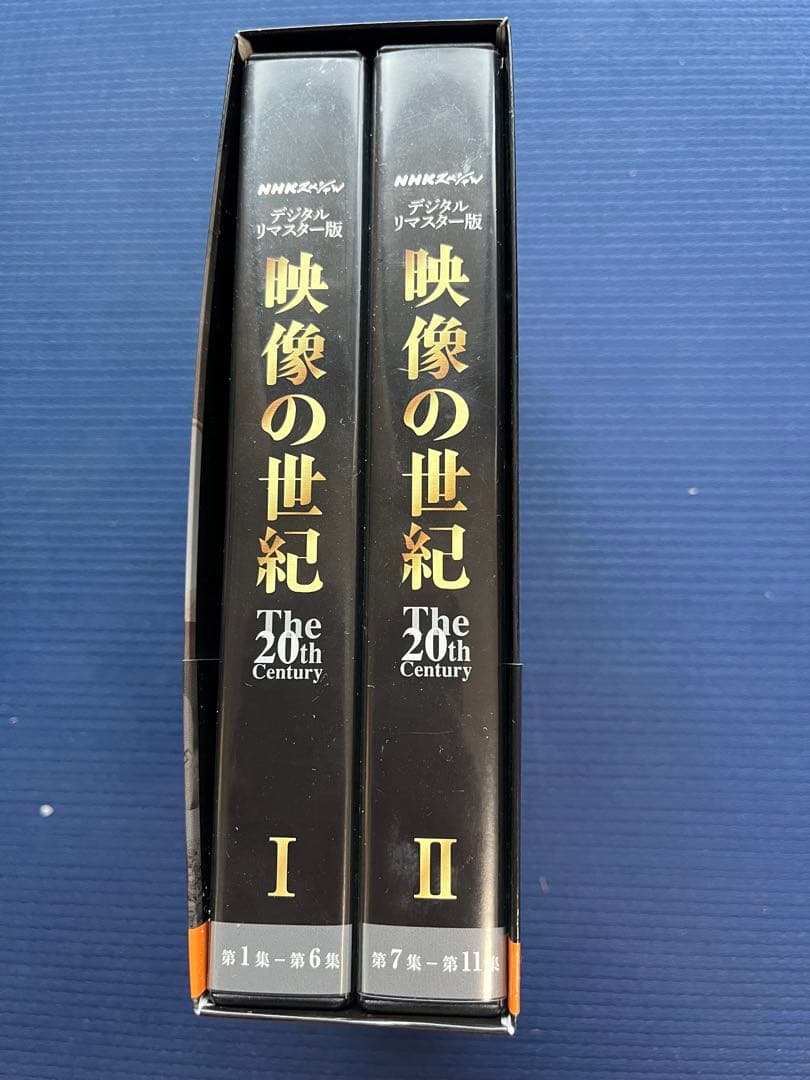 NHKスペシャル
デジタル
リマスター版
映像の世紀
The
20th
Century
I
第1集－第6集
NHKスペシャル
デジタル
リマスター版
映像の世紀
The
20th
Century
II
第7集－第11集